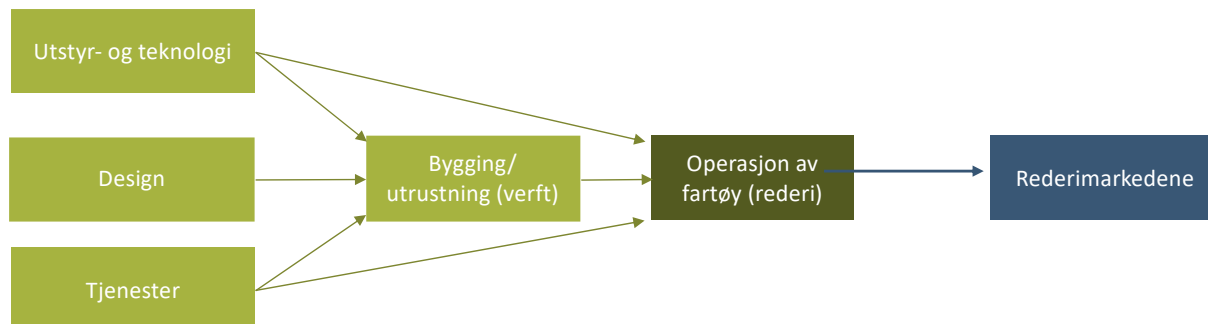 Utstyr- og teknologi
Design
Tjenester
Bygging/
utrustning (verft)
Operasjon av
fartøy (rederi)
Rederimarkedene